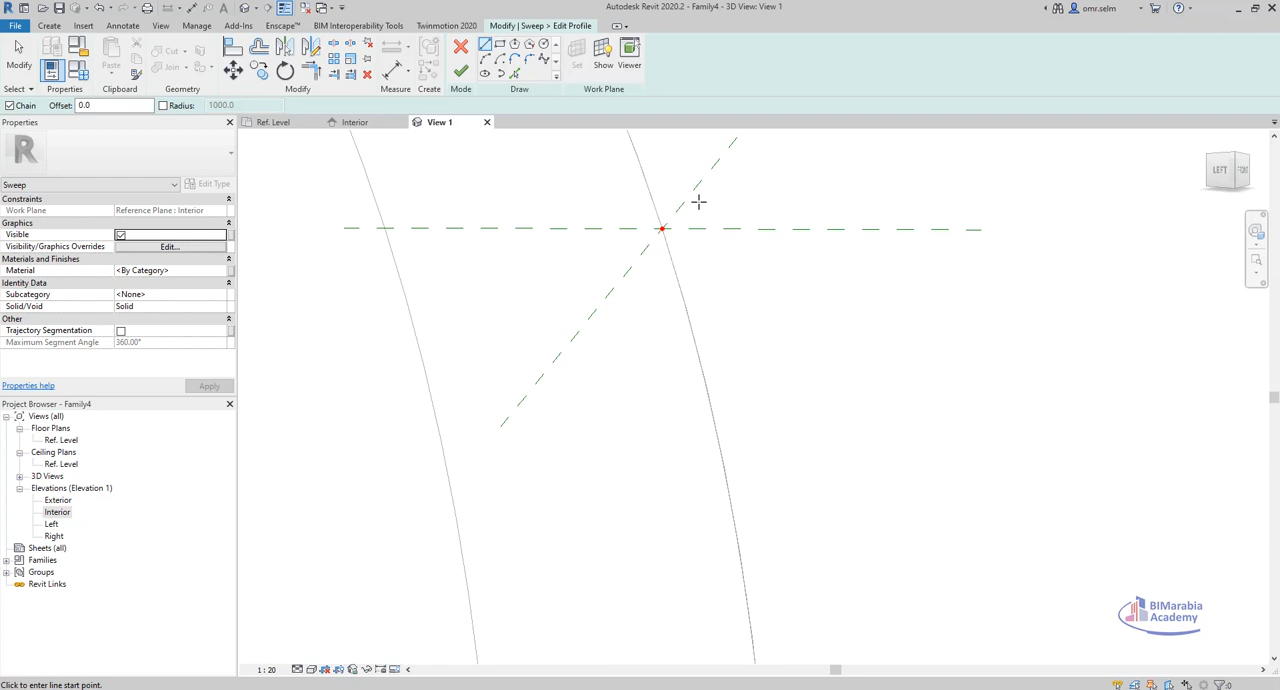 Autodesk Revit 2020.2 - Family4 - 3D View: View 1
omr.selm
File Create Insert Annotate View Manage Add-Ins Enscape™ BIM Interoperability Tools Twinmotion 2020 Modify | Sweep > Edit Profile
Modify
Paste
Cut
Join
Set Show Viewer
Select Properties Clipboard Geometry Modify Measure Create Mode Draw Work Plane
Chain Offset: 0.0 Radius: 1000.0
Properties
Ref. Level Interior View 1
Sweep Edit Type
Constraints
Work Plane Reference Plane : Interior
Graphics
Visible
Visibility/Graphics Overrides Edit...
Materials and Finishes
Material <By Category>
Identity Data
Subcategory <None>
Solid/Void Solid
Other
Trajectory Segmentation
Maximum Segment Angle 360.00°
Properties help Apply
Project Browser - Family4
Views (all)
Floor Plans
Ref. Level
Ceiling Plans
Ref. Level
3D Views
Elevations (Elevation 1)
Exterior
Interior
Left
Right
Sheets (all)
Families
Groups
Revit Links
LEFT FRONT
BIMarabia
Academy
1 : 20
Click to enter line start point.
:0